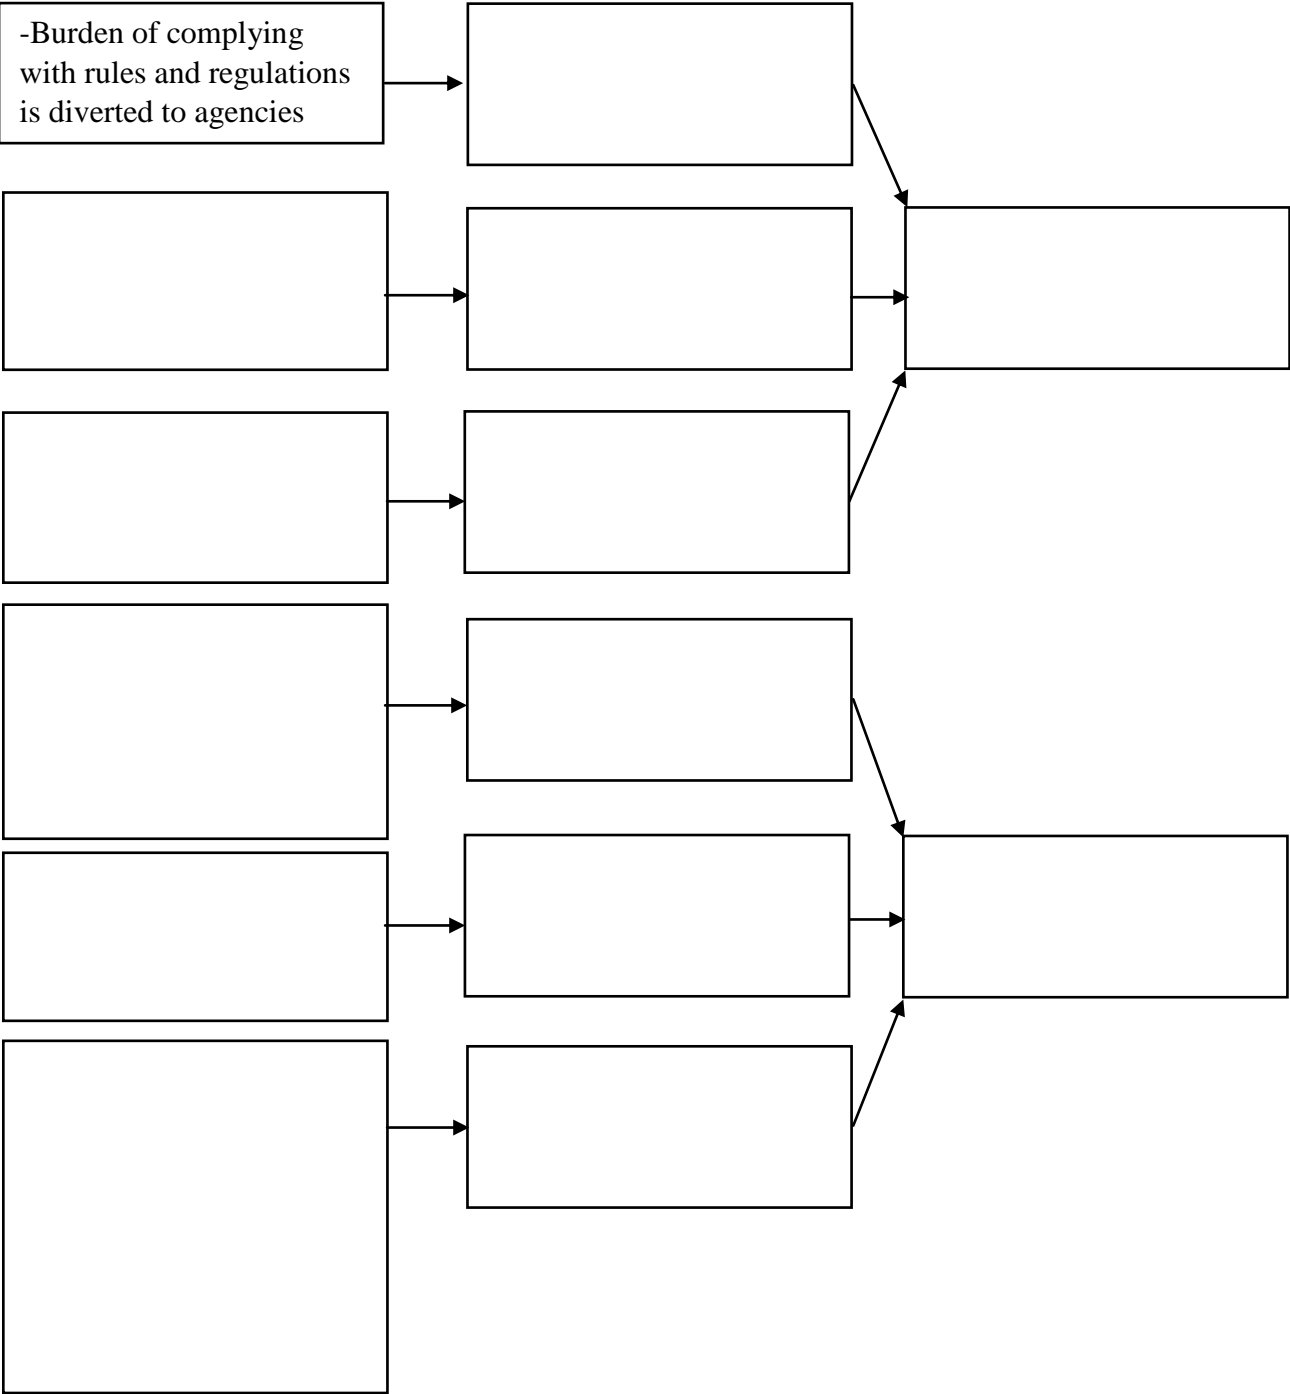 -Burden of complying
with rules and regulations
is diverted to agencies